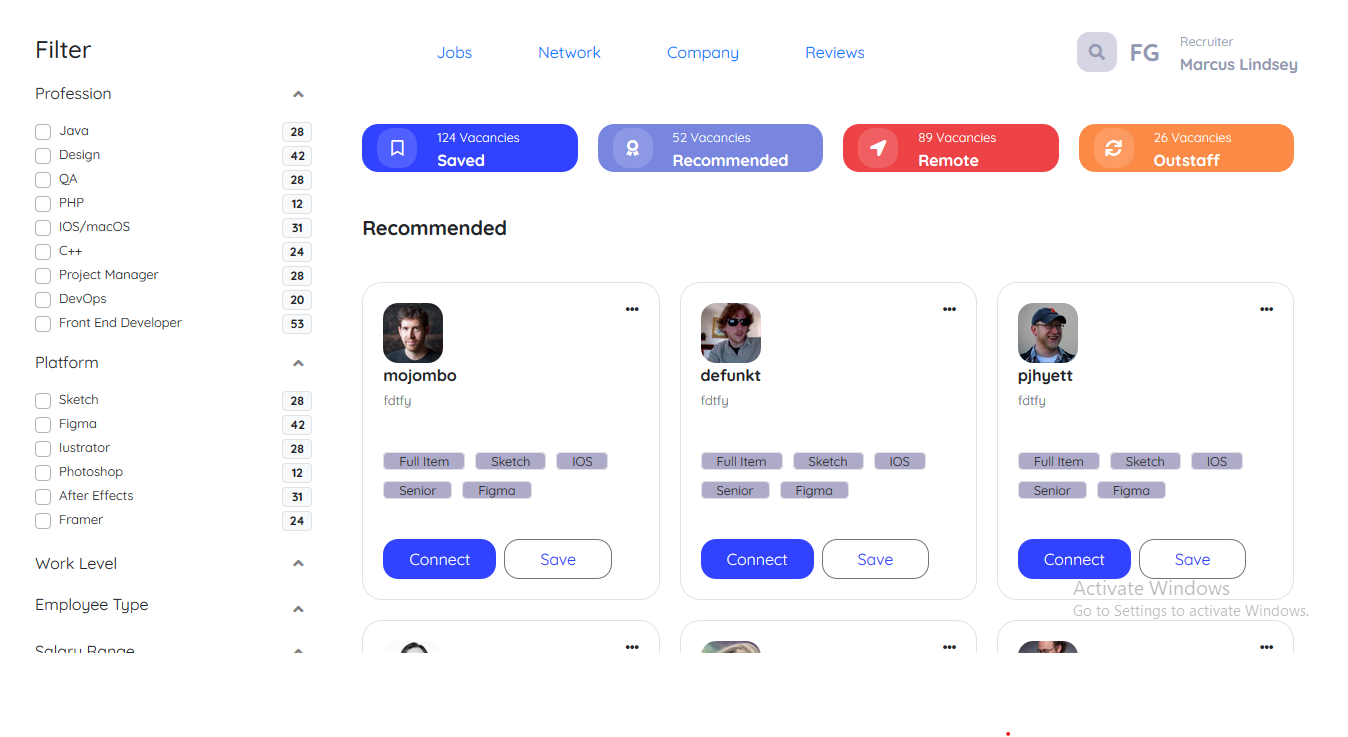 Filter
Jobs
Network
Company
Reviews
FG
Recruiter
Marcus Lindsey
Profession
Java 28
Design 42
QA 28
PHP 12
IOS/macOS 31
C++ 24
Project Manager 28
DevOps 20
Front End Developer 53
Platform
Sketch 28
Figma 42
lustrator 28
Photoshop 12
After Effects 31
Framer 24
Work Level
Employee Type
Salary Range
124 Vacancies
Saved
52 Vacancies
Recommended
89 Vacancies
Remote
26 Vacancies
Outstaff
Recommended
mojombo
fdtfy
Full Item Sketch IOS
Senior Figma
Connect Save
defunkt
fdtfy
Full Item Sketch IOS
Senior Figma
Connect Save
pjhyett
fdtfy
Full Item Sketch IOS
Senior Figma
Connect Save
Activate Windows
Go to Settings to activate Windows.